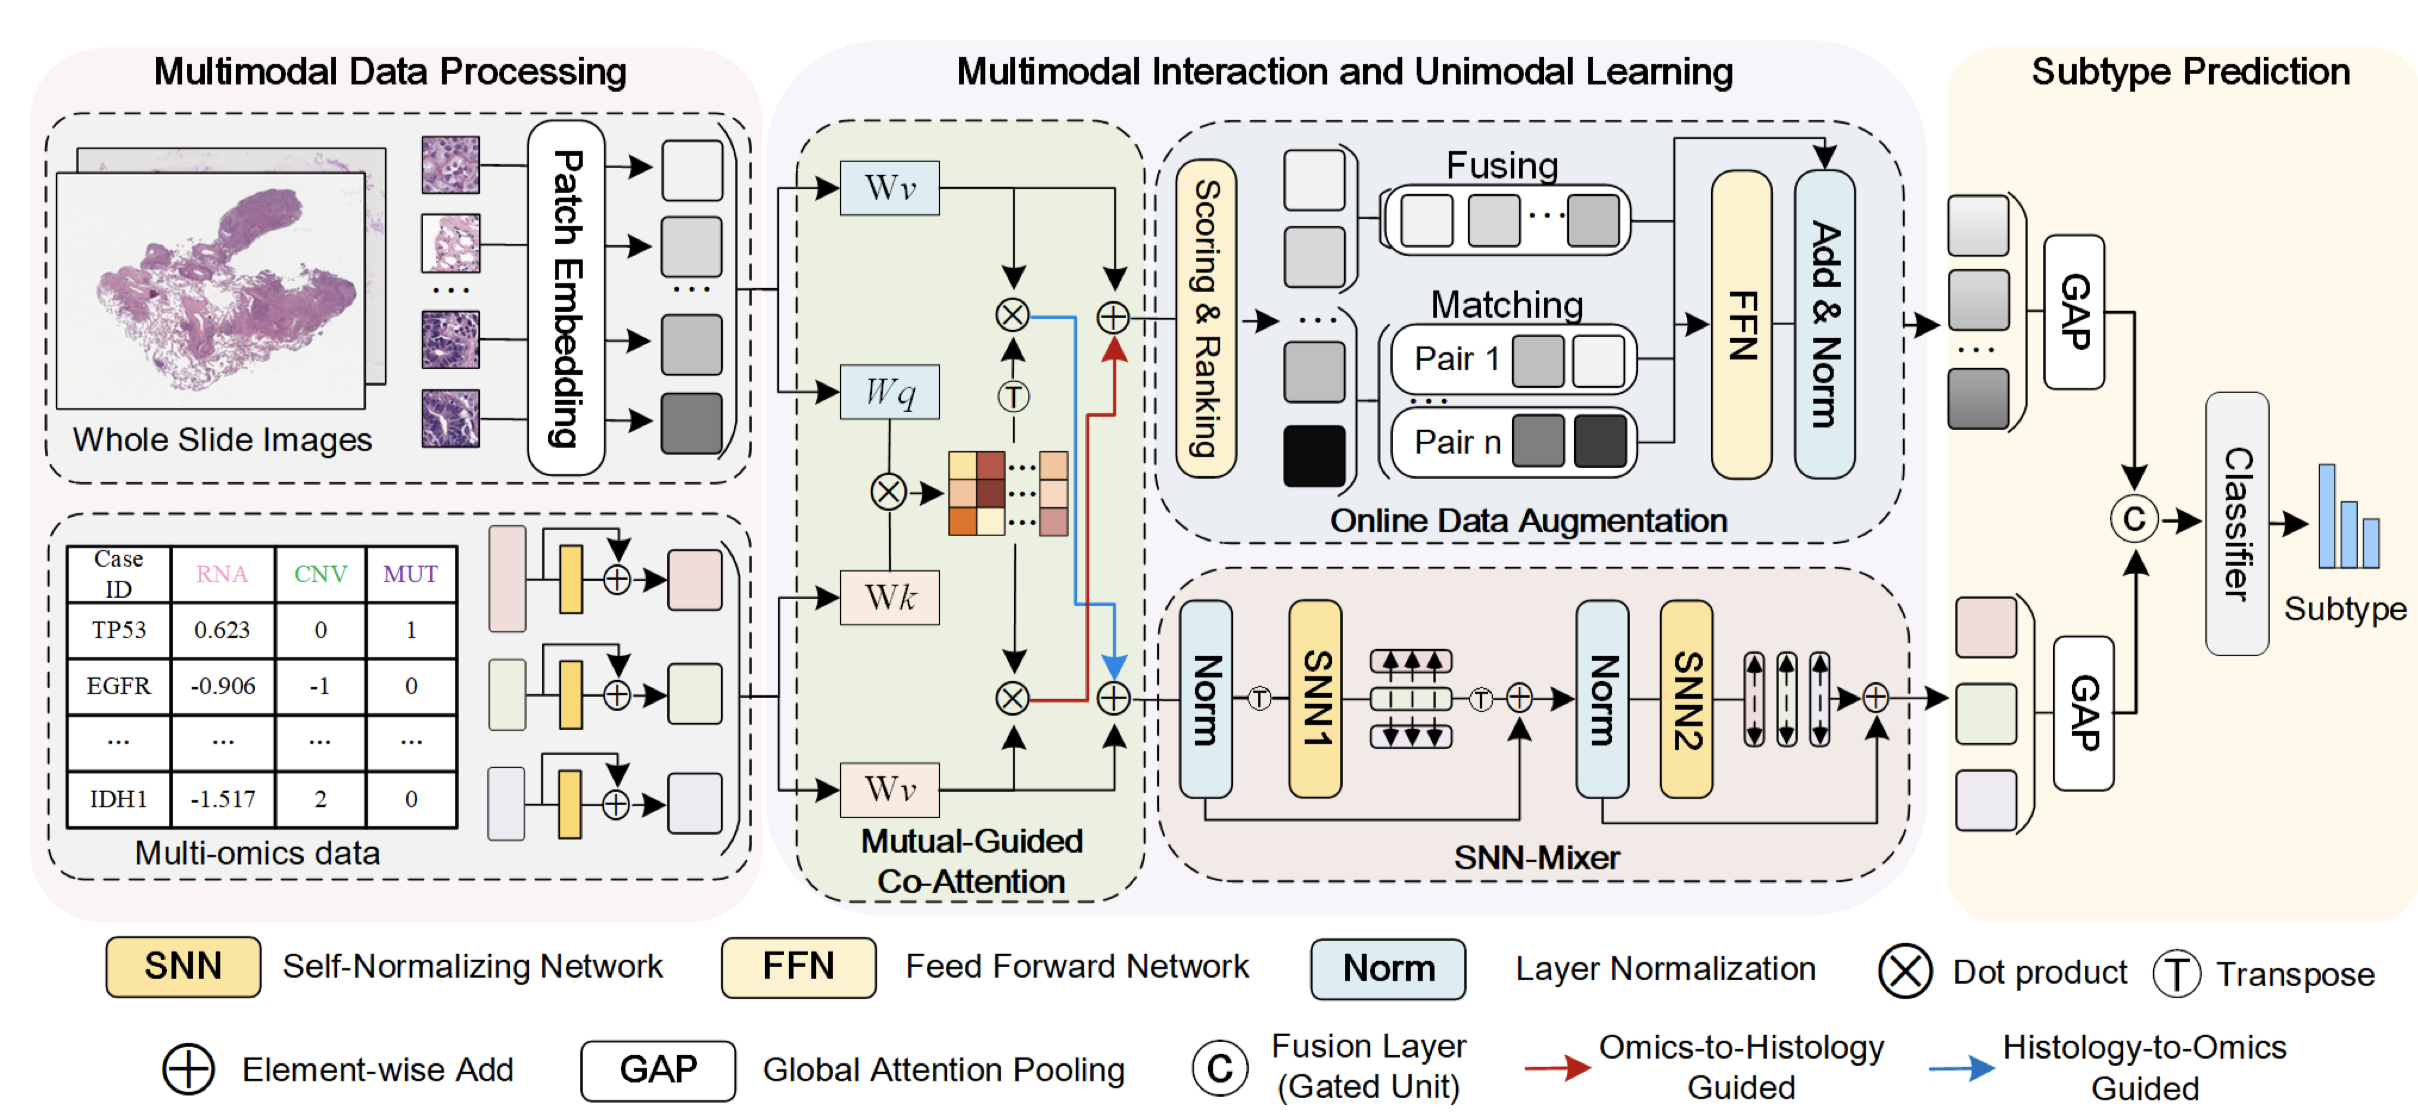 Multimodal Data Processing
Multimodal Interaction and Unimodal Learning
Subtype Prediction
Whole Slide Images
...
Patch Embedding
...
Case ID RNA CNV MUT
TP53 0.623 0 1
EGFR -0.906 -1 0
... ... ... ...
IDH1 -1.517 2 0
Multi-omics data
Wv
Wq
T
...
...
...
Wk
Wv
Mutual-Guided
Co-Attention
Scoring & Ranking
...
Fusing
...
Matching
Pair 1
...
Pair n
FFN
Add & Norm
Online Data Augmentation
Norm
T
SNN1
T
Norm
SNN2
SNN-Mixer
...
GAP
GAP
C
Classifier
Subtype
SNN Self-Normalizing Network
FFN Feed Forward Network
Norm Layer Normalization
Dot product
T Transpose
Element-wise Add
GAP Global Attention Pooling
C Fusion Layer
(Gated Unit)
Omics-to-Histology
Guided
Histology-to-Omics
Guided